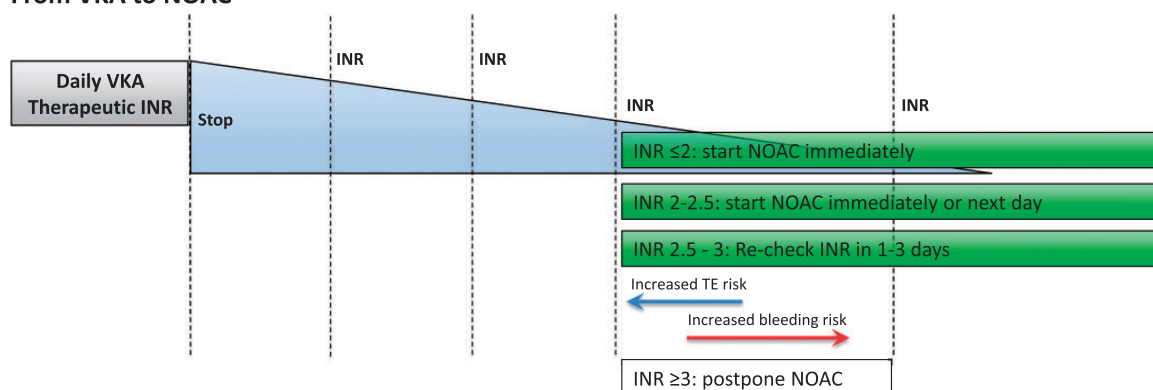 From VKA to NOAC
Daily VKA
Therapeutic INR
Stop
INR
INR
INR
INR
INR ≤2: start NOAC immediately
INR 2-2.5: start NOAC immediately or next day
INR 2.5 - 3: Re-check INR in 1-3 days
Increased TE risk
Increased bleeding risk
INR ≥3: postpone NOAC